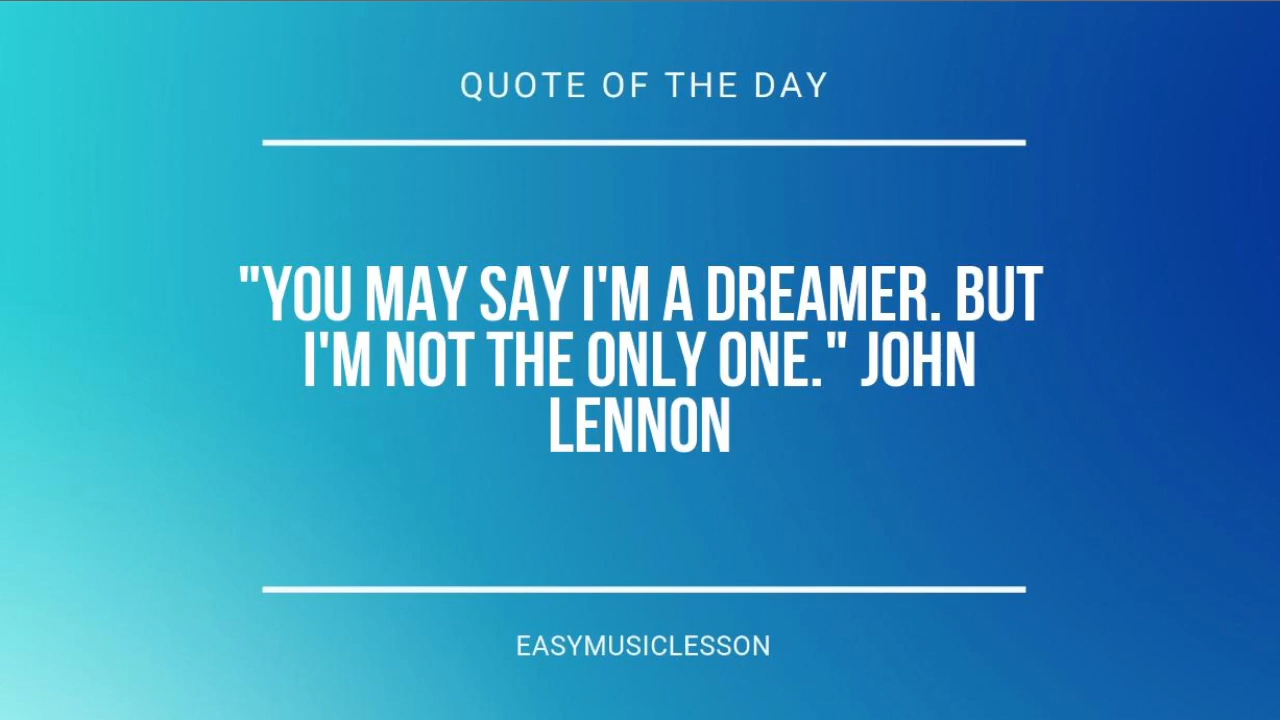 QUOTE OF THE DAY
"YOU MAY SAY I'M A DREAMER. BUT
I'M NOT THE ONLY ONE." JOHN
LENNON
EASYMUSICLESSON